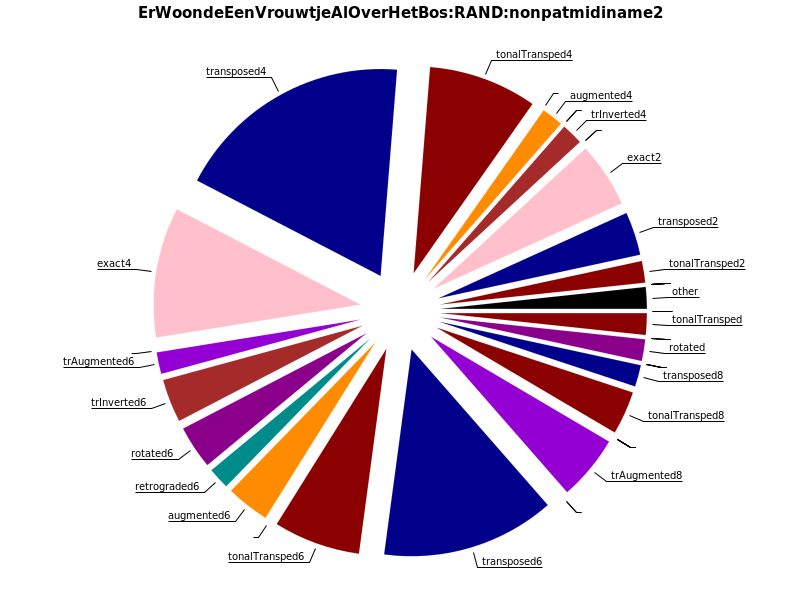 ErWoondeEenVrouwtjeAlOverHetBos:RAND:nonpatmidiname2
tonalTransped4
transposed4
augmented4
trInverted4
exact2
transposed2
tonalTransped2
exact4
other
tonalTransped
rotated
trAugmented6
transposed8
trInverted6
tonalTransped8
rotated6
trAugmented8
retrograded6
augmented6
tonalTransped6
transposed6